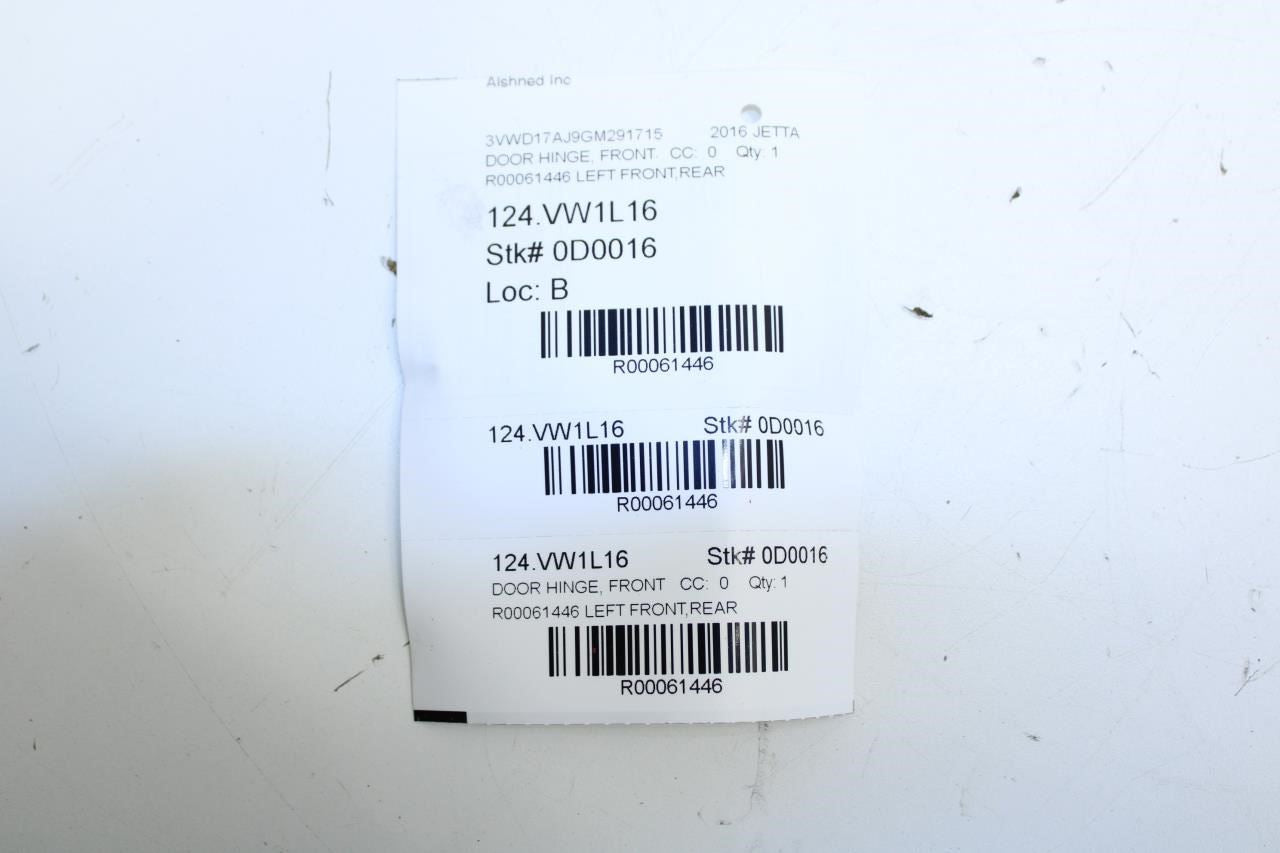 Aishned Inc
3VWD17AJ9GM291715 2016 JETTA
DOOR HINGE, FRONT. CC: 0 Qty: 1
R00061446 LEFT FRONT,REAR
124.VW1L16
Stk# 0D0016
Loc: B
R00061446
124.VW1L16 Stk# 0D0016
R00061446
124.VW1L16 Stk# 0D0016
DOOR HINGE, FRONT CC: 0 Qty: 1
R00061446 LEFT FRONT,REAR
R00061446